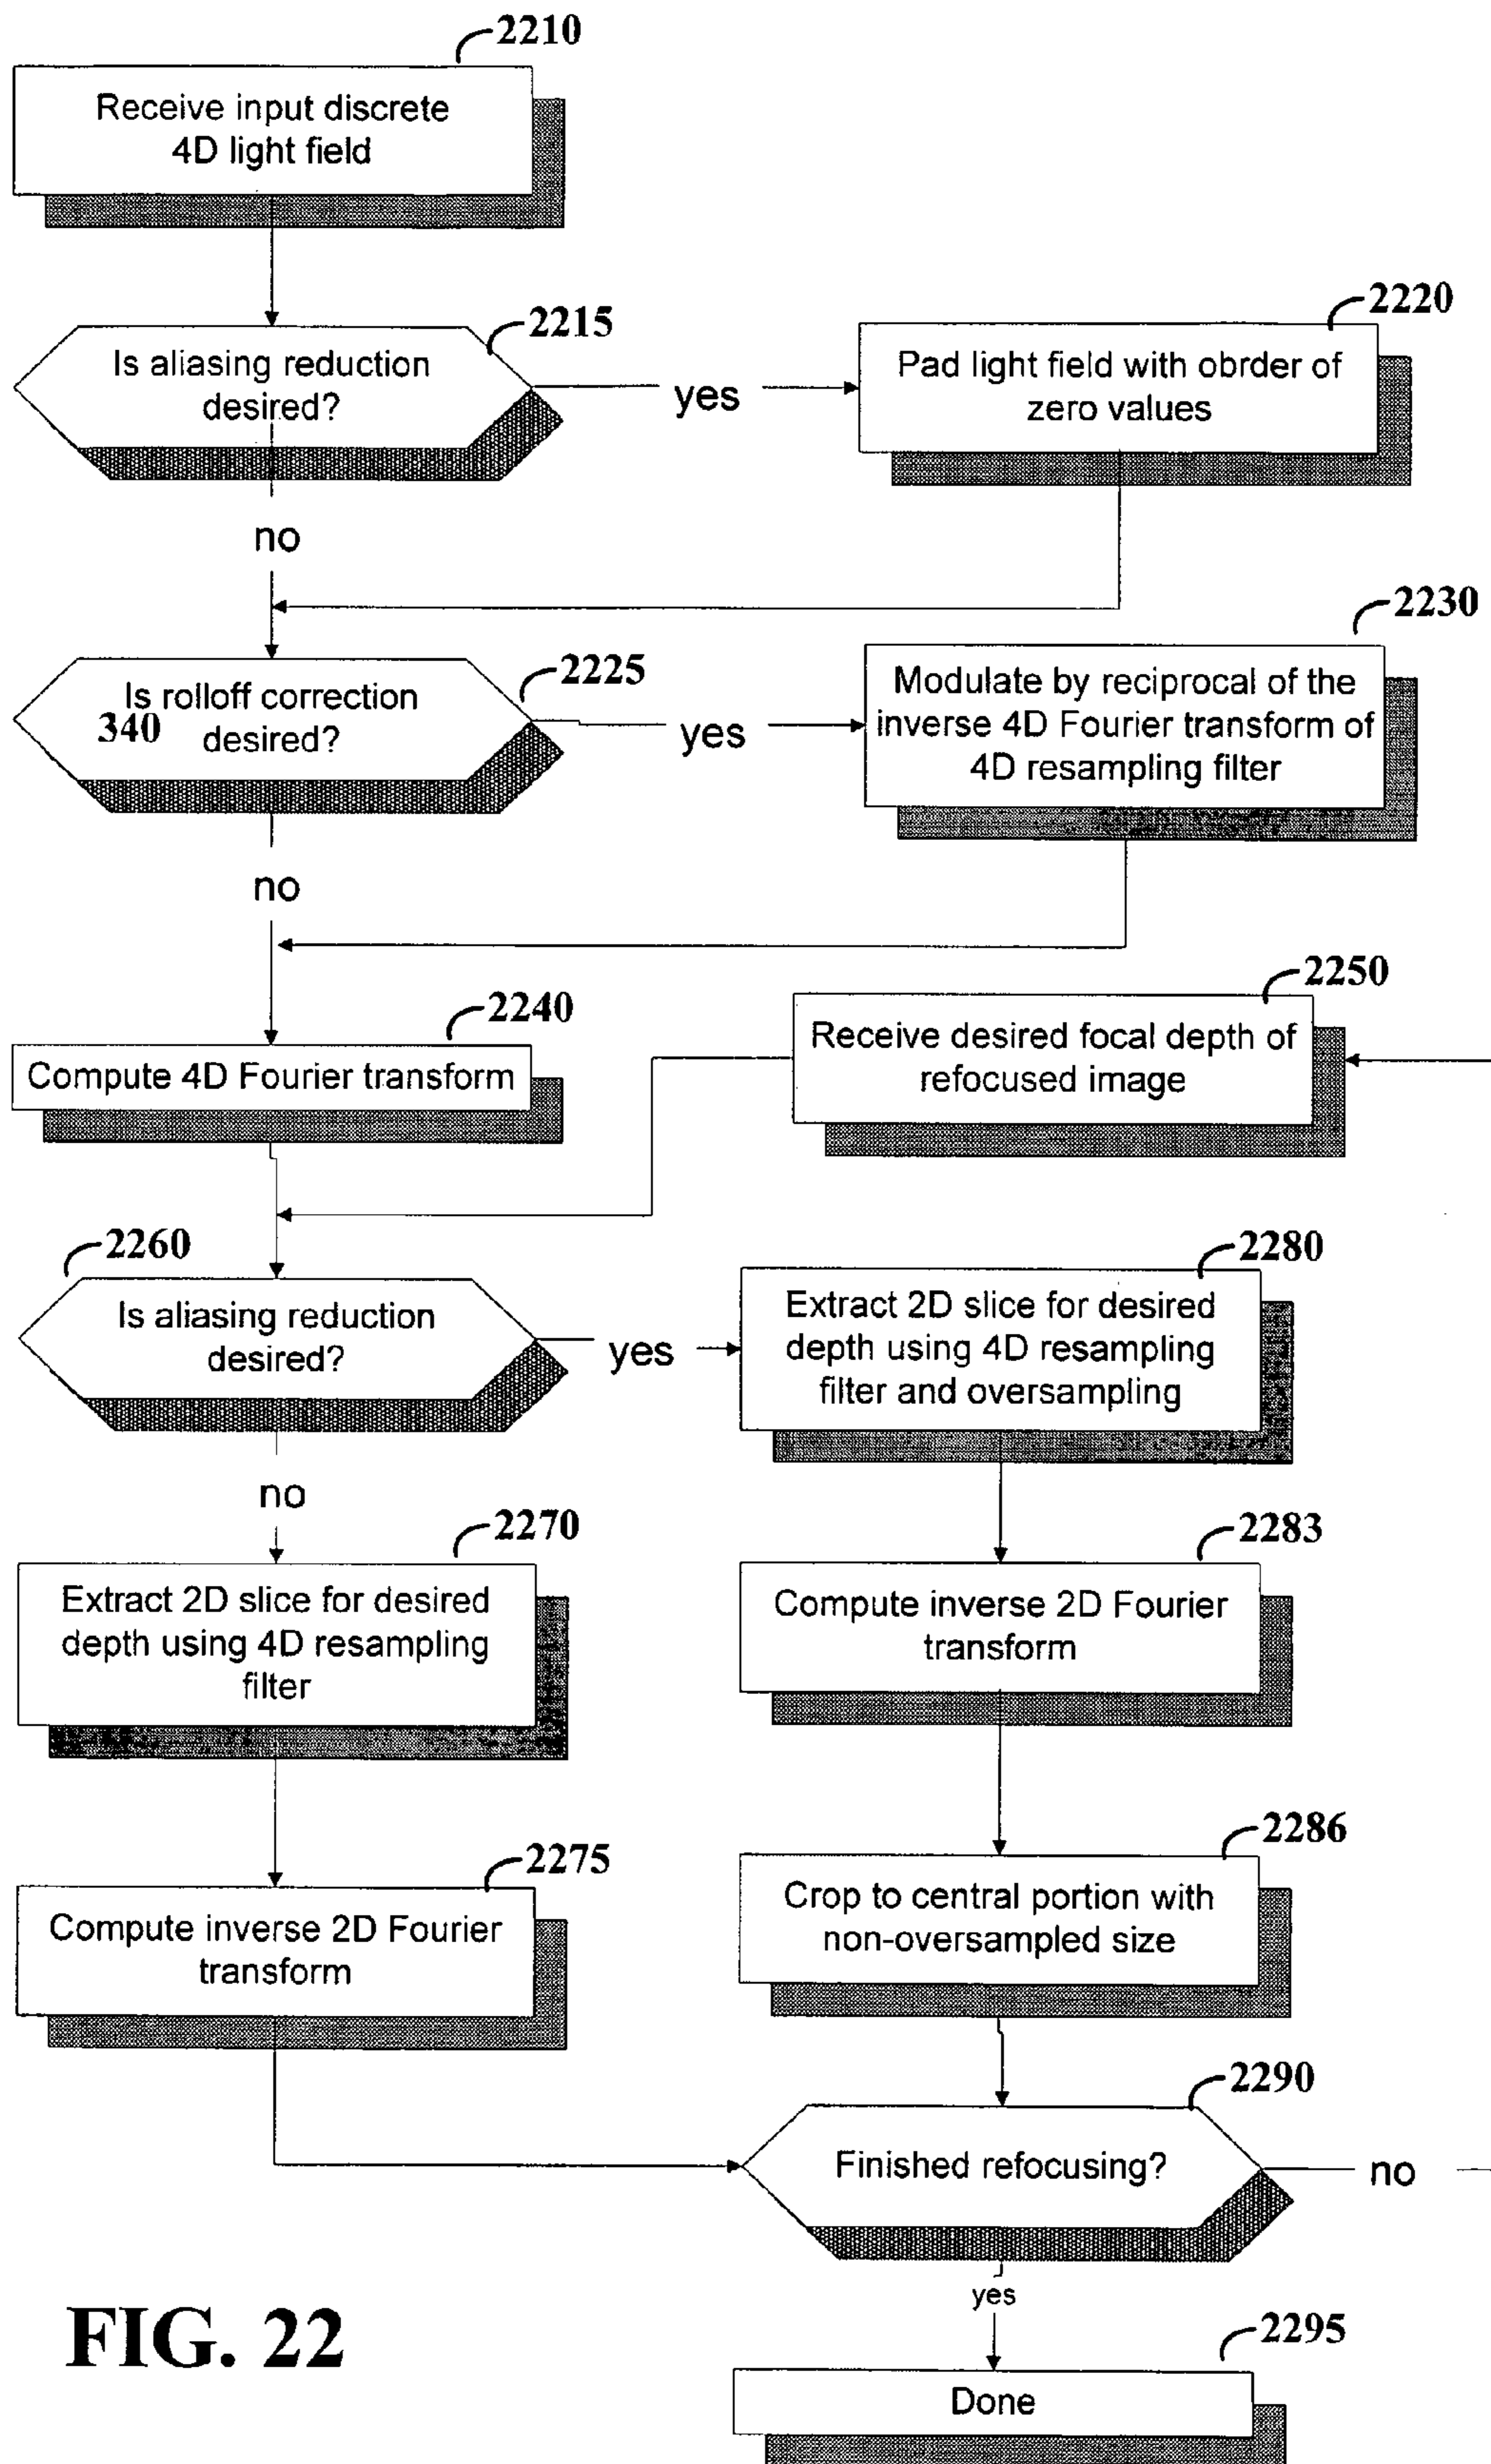 2210
Receive input discrete
4D light field
2215
Is aliasing reduction
desired?
yes
2220
Pad light field with obrder of
zero values
no
2225
Is rolloff correction
340
desired?
yes
2230
Modulate by reciprocal of the
inverse 4D Fourier transform of
4D resampling filter
no
2240
Compute 4D Fourier transform
2250
Receive desired focal depth of
refocused image
2260
Is aliasing reduction
desired?
yes
2280
Extract 2D slice for desired
depth using 4D resampling
filter and oversampling
no
2270
Extract 2D slice for desired
depth using 4D resampling
filter
2283
Compute inverse 2D Fourier
transform
2275
Compute inverse 2D Fourier
transform
2286
Crop to central portion with
non-oversampled size
2290
Finished refocusing?
no
yes
2295
Done
FIG. 22